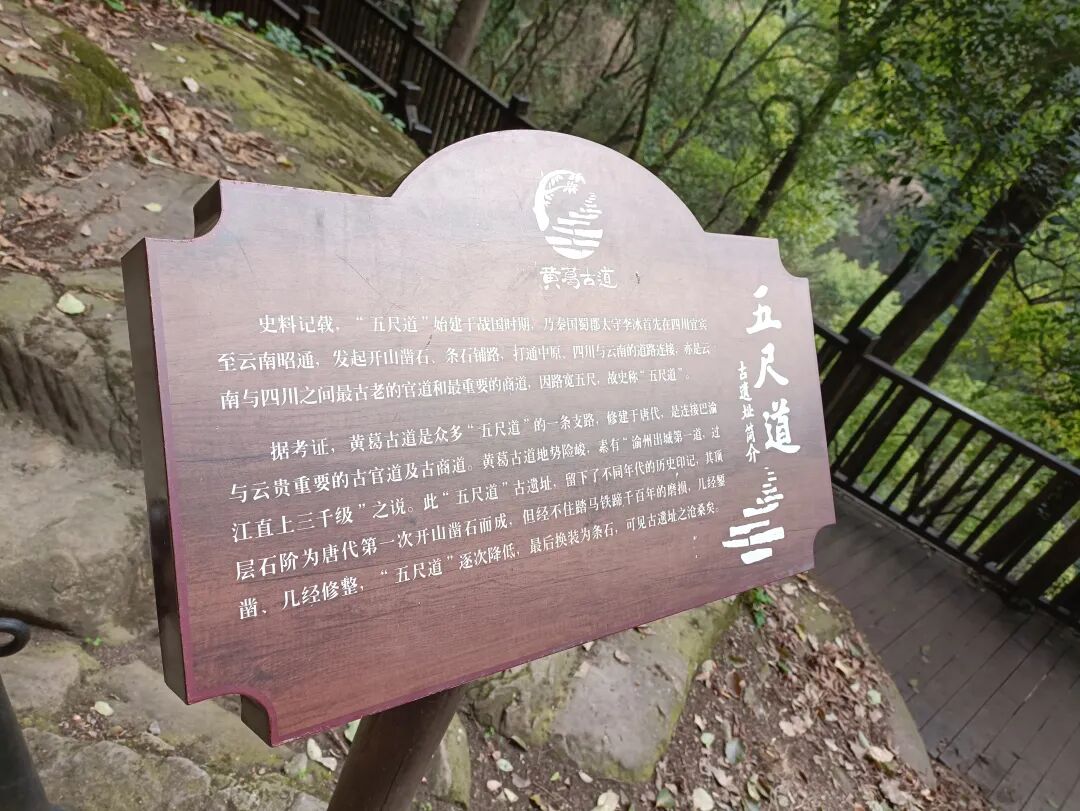 黄葛古道
五尺道
古遗址简介
史料记载，“五尺道”始建于战国时期，乃秦国蜀郡太守李冰首先在四川宜宾
至云南昭通，发起开山凿石、条石铺路，打通中原、四川与云南的道路连接，亦是云
南与四川之间最古老的官道和最重要的商道，因路宽五尺，故史称“五尺道”。
据考证，黄葛古道是众多“五尺道”的一条支路，修建于唐代，是连接巴渝
与云贵重要的古官道及古商道。黄葛古道地势险峻，素有“渝州出城第一道，过
江直上三千级”之说。此“五尺道”古遗址，留下了不同年代的历史印记，其顶
层石阶为唐代第一次开山凿石而成，但经不住踏马铁蹄千百年的磨损，几经錾
凿、几经修整，“五尺道”逐次降低，最后换装为条石，可见古遗址之沧桑矣。